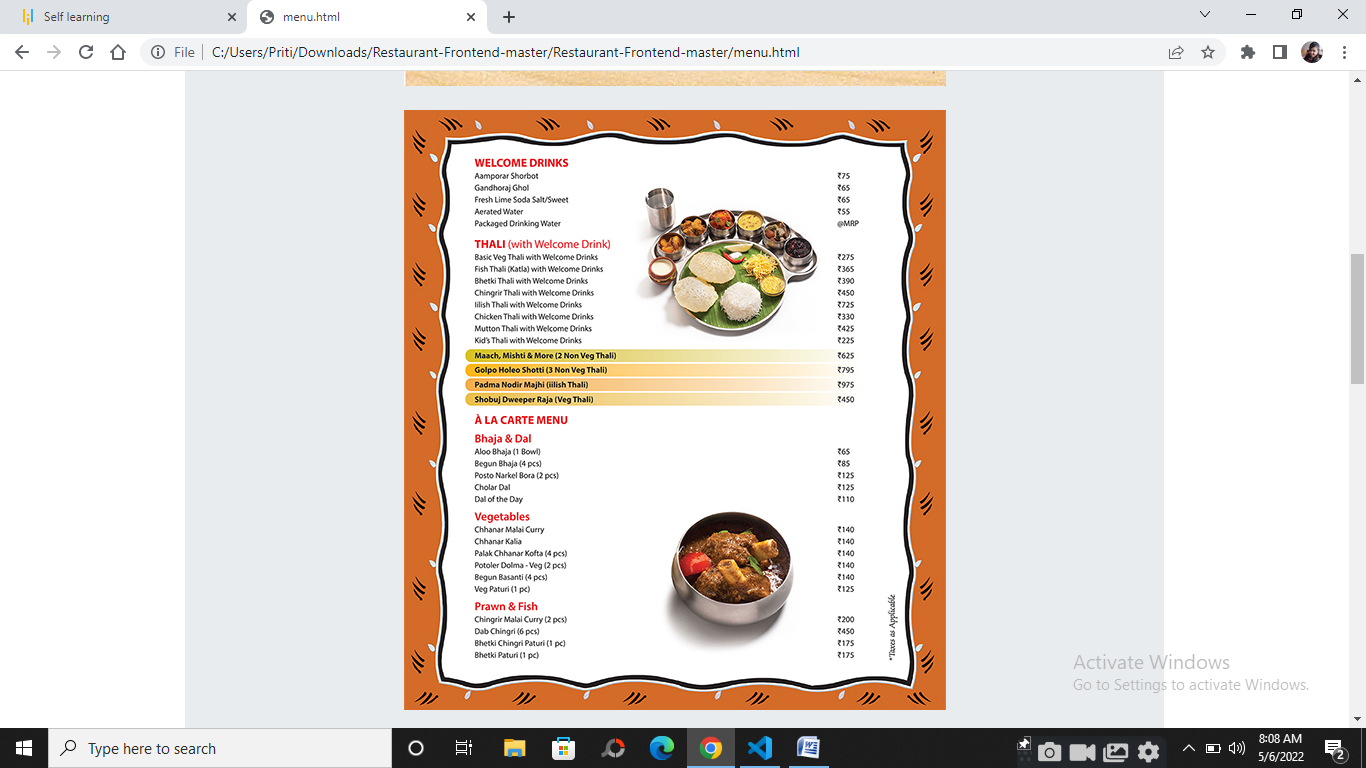 Self learning
menu.html
File
C:/Users/Priti/Downloads/Restaurant-Frontend-master/Restaurant-Frontend-master/menu.html
WELCOME DRINKS
Aamporar Shorbot ₹75
Gandhoraj Ghol ₹65
Fresh Lime Soda Salt/Sweet ₹65
Aerated Water ₹55
Packaged Drinking Water @MRP
THALI (with Welcome Drink)
Basic Veg Thali with Welcome Drinks ₹275
Fish Thali (Katla) with Welcome Drinks ₹365
Bhetki Thali with Welcome Drinks ₹390
Chingrir Thali with Welcome Drinks ₹450
Iilish Thali with Welcome Drinks ₹725
Chicken Thali with Welcome Drinks ₹330
Mutton Thali with Welcome Drinks ₹425
Kid's Thali with Welcome Drinks ₹225
Maach, Mishti & More (2 Non Veg Thali) ₹625
Golpo Holeo Shotti (3 Non Veg Thali) ₹795
Padma Nodir Majhi (iilish Thali) ₹975
Shobuj Dweeper Raja (Veg Thali) ₹450
À LA CARTE MENU
Bhaja & Dal
Aloo Bhaja (1 Bowl) ₹65
Begun Bhaja (4 pcs) ₹85
Posto Narkel Bora (2 pcs) ₹125
Cholar Dal ₹125
Dal of the Day ₹110
Vegetables
Chhanar Malai Curry ₹140
Chhanar Kalia ₹140
Palak Chhanar Kofta (4 pcs) ₹140
Potoler Dolma - Veg (2 pcs) ₹140
Begun Basanti (4 pcs) ₹140
Veg Paturi (1 pc) ₹125
Prawn & Fish
Chingrir Malai Curry (2 pcs) ₹200
Dab Chingri (6 pcs) ₹450
Bhetki Chingri Paturi (1 pc) ₹175
Bhetki Paturi (1 pc) ₹175
*Taxes as Applicable
Activate Windows
Go to Settings to activate Windows.
Type here to search
8:08 AM
5/6/2022
2